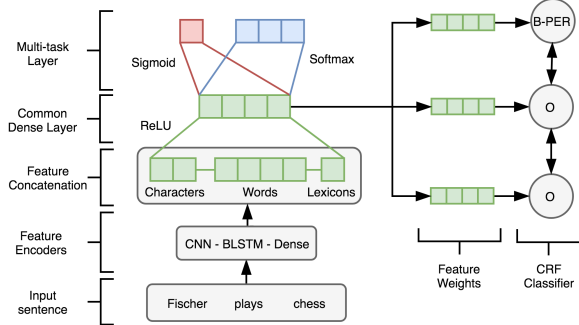 Multi-task
Layer
Sigmoid
Softmax
B-PER
Common
Dense Layer
ReLU
O
Feature
Concatenation
Characters
Words
Lexicons
O
Feature
Encoders
CNN - BLSTM - Dense
Feature
Weights
CRF
Classifier
Input
sentence
Fischer plays chess